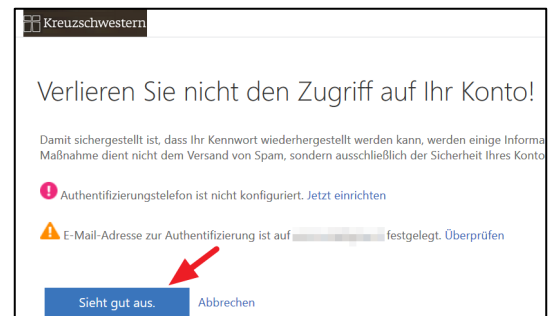 Kreuzschwestern
Verlieren Sie nicht den Zugriff auf Ihr Konto!
Damit sichergestellt ist, dass Ihr Kennwort wiederhergestellt werden kann, werden einige Informa
Maßnahme dient nicht dem Versand von Spam, sondern ausschließlich der Sicherheit Ihres Konto
Authentifizierungstelefon ist nicht konfiguriert. Jetzt einrichten
E-Mail-Adresse zur Authentifizierung ist auf festgelegt. Überprüfen
Sieht gut aus. Abbrechen